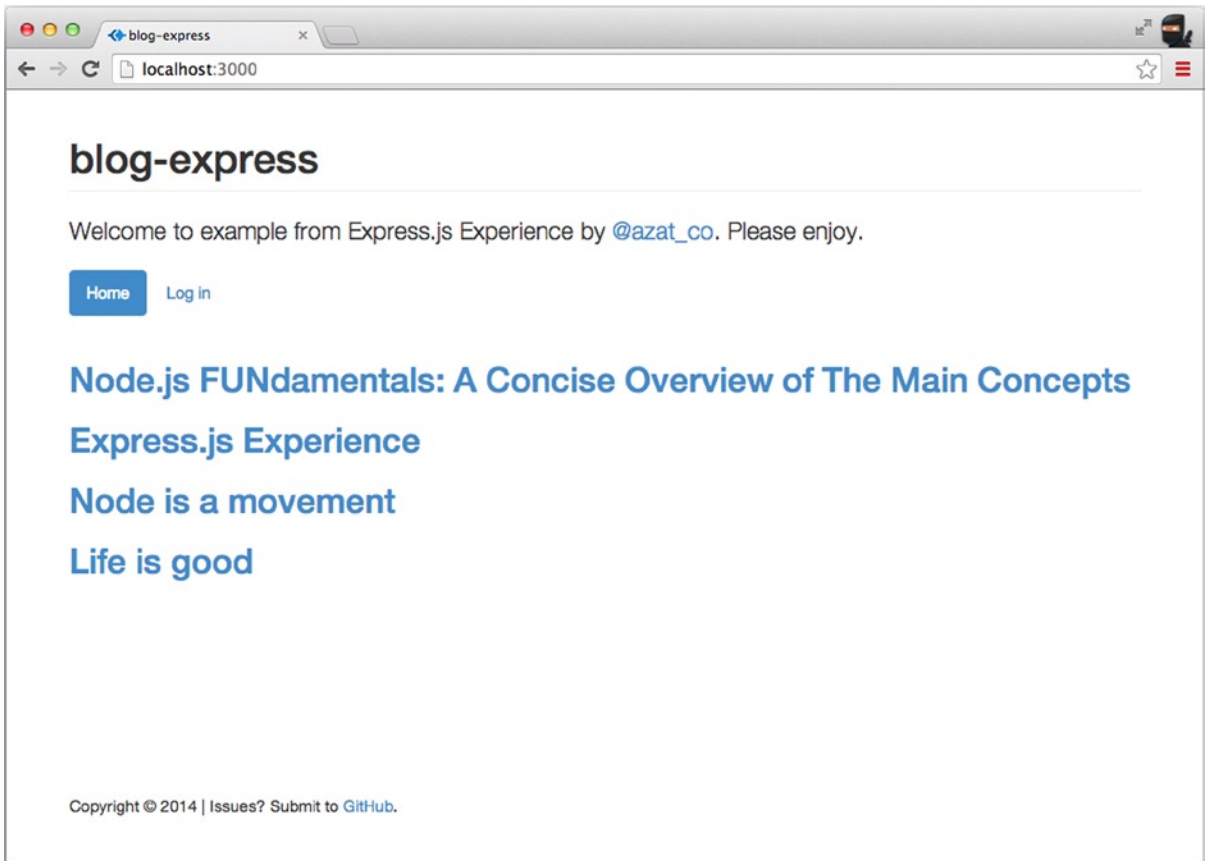 blog-express
localhost:3000
blog-express
Welcome to example from Express.js Experience by @azat_co. Please enjoy.
Home Log in
Node.js FUNdamentals: A Concise Overview of The Main Concepts
Express.js Experience
Node is a movement
Life is good
Copyright © 2014 | Issues? Submit to GitHub.